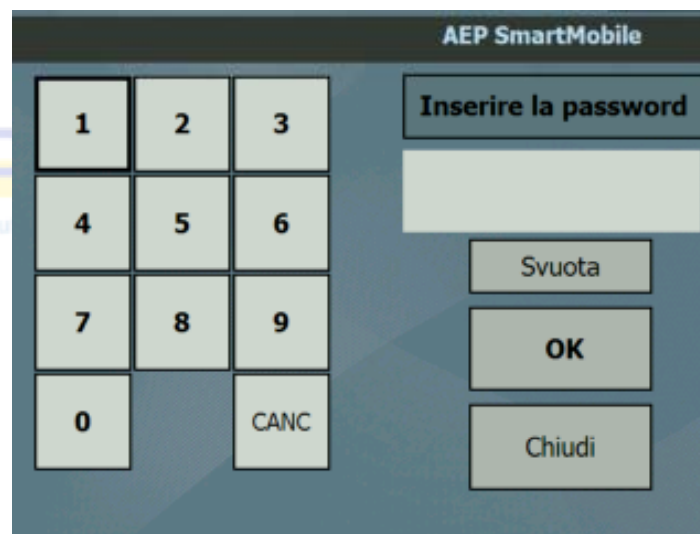 AEP SmartMobile
1 2 3
Inserire la password
4 5 6
Svuota
7 8 9
OK
0 CANC
Chiudi